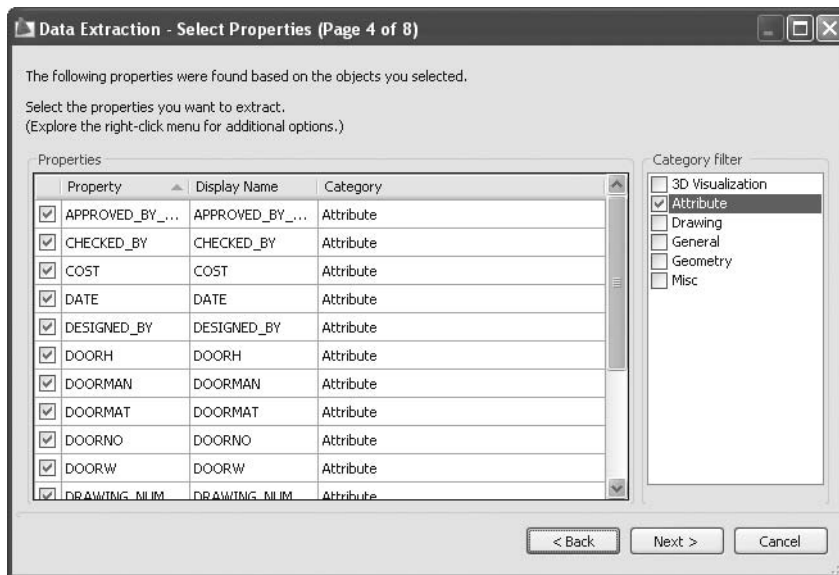 Data Extraction - Select Properties (Page 4 of 8)
The following properties were found based on the objects you selected.
Select the properties you want to extract.
(Explore the right-click menu for additional options.)
Properties
Property Display Name Category
APPROVED_BY_... APPROVED_BY_... Attribute
CHECKED_BY CHECKED_BY Attribute
COST COST Attribute
DATE DATE Attribute
DESIGNED_BY DESIGNED_BY Attribute
DOORH DOORH Attribute
DOORMAN DOORMAN Attribute
DOORMAT DOORMAT Attribute
DOORNO DOORNO Attribute
DOORW DOORW Attribute
DRAWING_NUM DRAWING_NUM Attribute
Category filter
3D Visualization
Attribute
Drawing
General
Geometry
Misc
< Back Next > Cancel